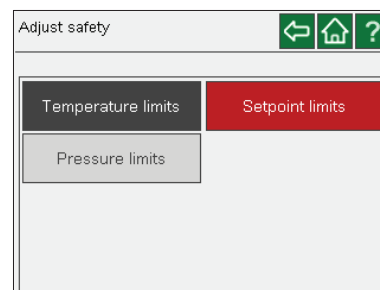 Adjust safety
?
Temperature limits
Setpoint limits
Pressure limits